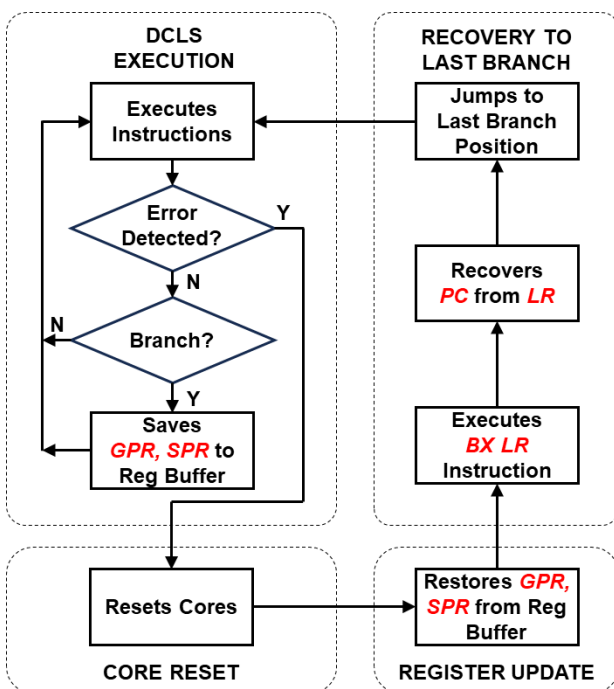 DCLS
EXECUTION
Executes
Instructions
Error
Detected?
Y
N
Branch?
N
Y
Saves
GPR, SPR to
Reg Buffer
Resets Cores
CORE RESET
RECOVERY TO
LAST BRANCH
Jumps to
Last Branch
Position
Recovers
PC from LR
Executes
BX LR
Instruction
Restores GPR,
SPR from Reg
Buffer
REGISTER UPDATE